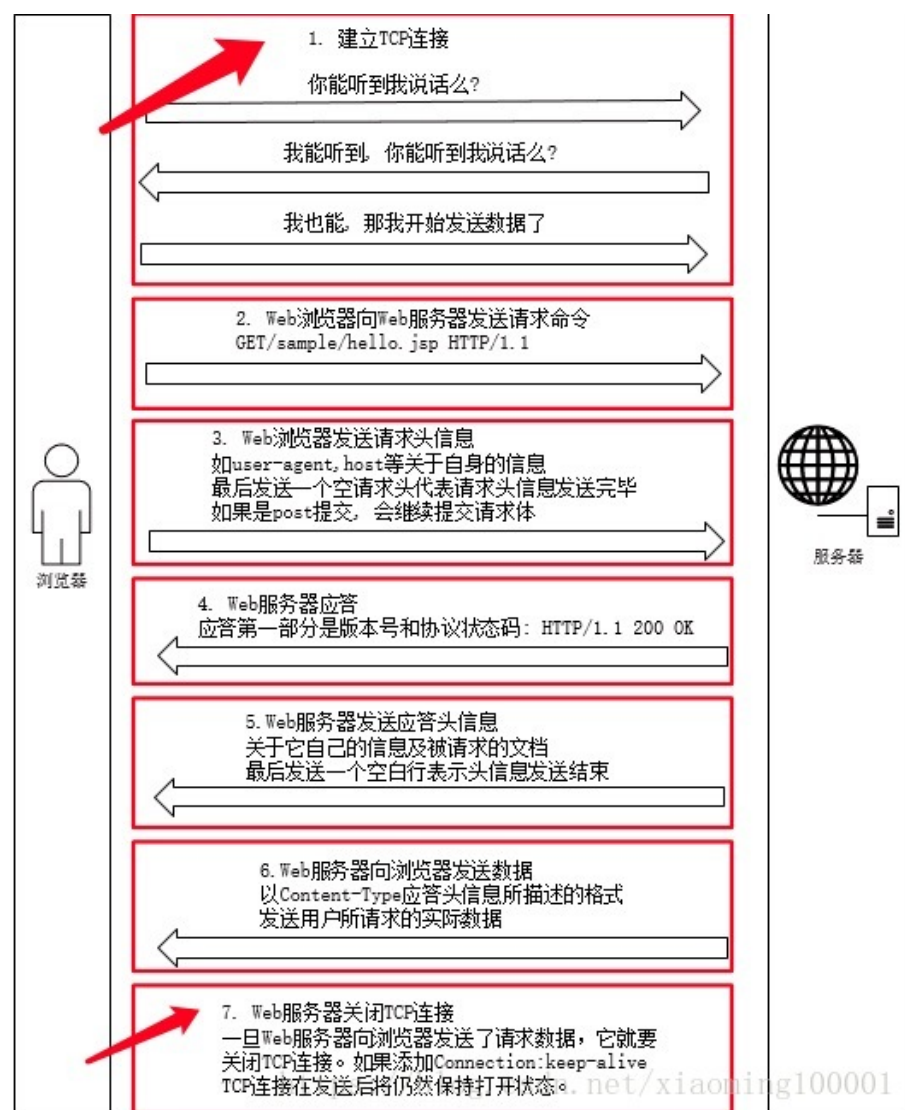 1. 建立TCP连接
你能听到我说话么?
我能听到, 你能听到我说话么?
我也能, 那我开始发送数据了
2. Web浏览器向Web服务器发送请求命令
GET/sample/hello.jsp HTTP/1.1
3. Web浏览器发送请求头信息
如user-agent,host等关于自身的信息
最后发送一个空请求头代表请求头信息发送完毕
如果是post提交, 会继续提交请求体
浏览器
服务器
4. Web服务器应答
应答第一部分是版本号和协议状态码: HTTP/1.1 200 OK
5.Web服务器发送应答头信息
关于它自己的信息及被请求的文档
最后发送一个空白行表示头信息发送结束
6.Web服务器向浏览器发送数据
以Content-Type应答头信息所描述的格式
发送用户所请求的实际数据
7. Web服务器关闭TCP连接
一旦Web服务器向浏览器发送了请求数据，它就要
关闭TCP连接。如果添加Connection:keep-alive
TCP连接在发送后将仍然保持打开状态。
.net/xiaoming100001